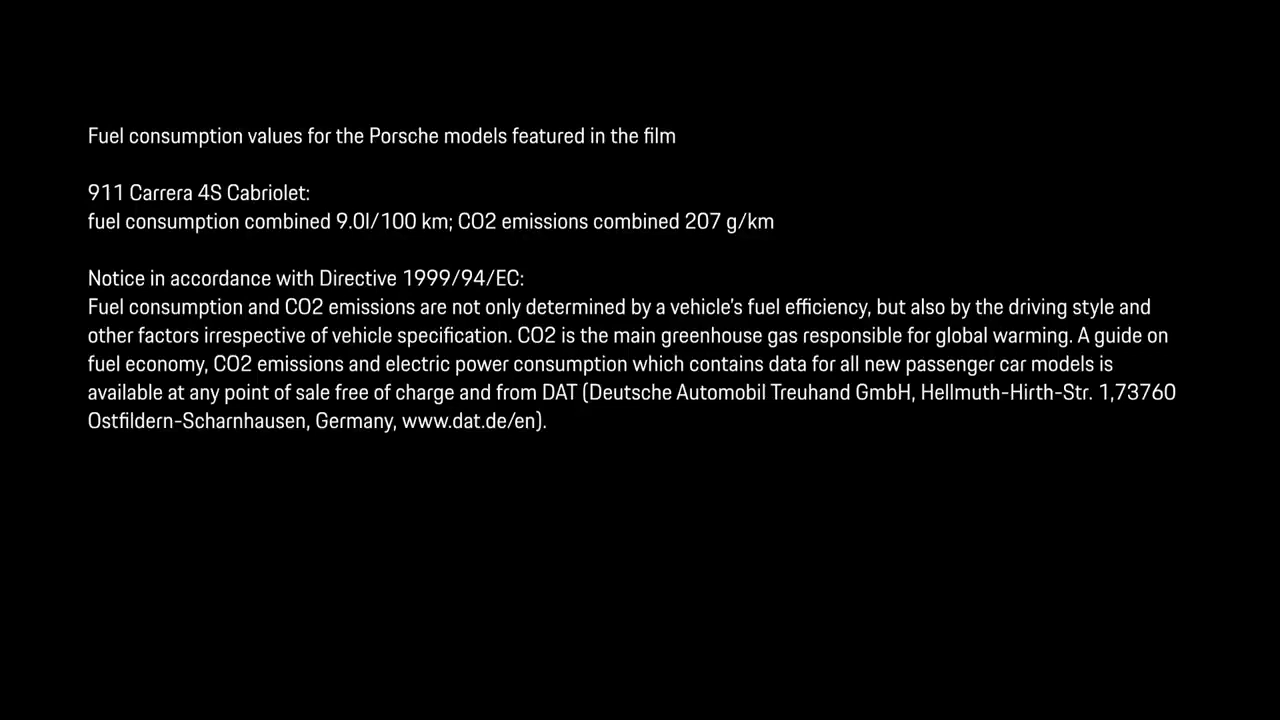 Fuel consumption values for the Porsche models featured in the film
911 Carrera 4S Cabriolet:
fuel consumption combined 9.0l/100 km; CO2 emissions combined 207 g/km
Notice in accordance with Directive 1999/94/EC:
Fuel consumption and CO2 emissions are not only determined by a vehicle's fuel efficiency, but also by the driving style and
other factors irrespective of vehicle specification. CO2 is the main greenhouse gas responsible for global warming. A guide on
fuel economy, CO2 emissions and electric power consumption which contains data for all new passenger car models is
available at any point of sale free of charge and from DAT (Deutsche Automobil Treuhand GmbH, Hellmuth-Hirth-Str. 1,73760
Ostfildern-Scharnhausen, Germany, www.dat.de/en).